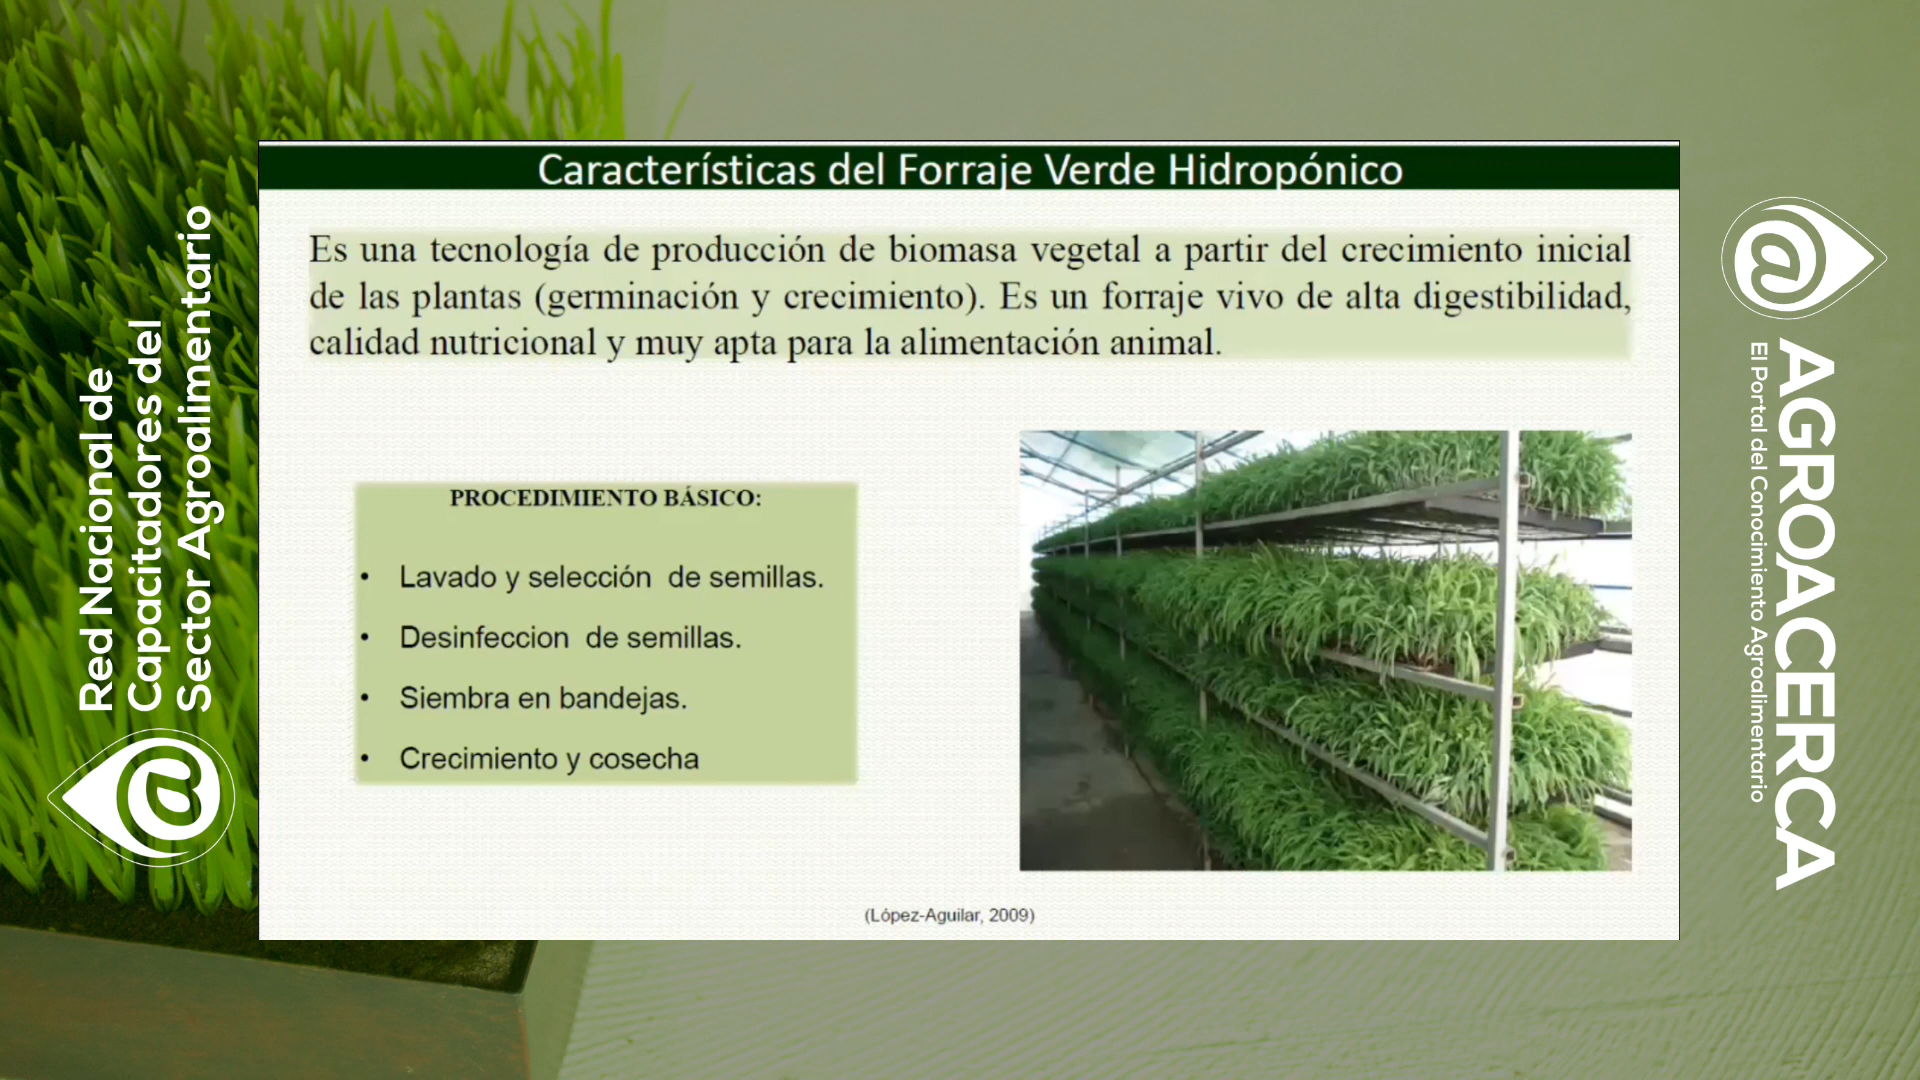 Red Nacional de
Capacitadores del
Sector Agroalimentario
@
Características del Forraje Verde Hidropónico
Es una tecnología de producción de biomasa vegetal a partir del crecimiento inicial
de las plantas (germinación y crecimiento). Es un forraje vivo de alta digestibilidad,
calidad nutricional y muy apta para la alimentación animal.
PROCEDIMIENTO BÁSICO:
• Lavado y selección  de semillas.
• Desinfeccion  de semillas.
• Siembra en bandejas.
• Crecimiento y cosecha
(López-Aguilar, 2009)
@
AGROACERCA
El Portal del Conocimiento Agroalimentario